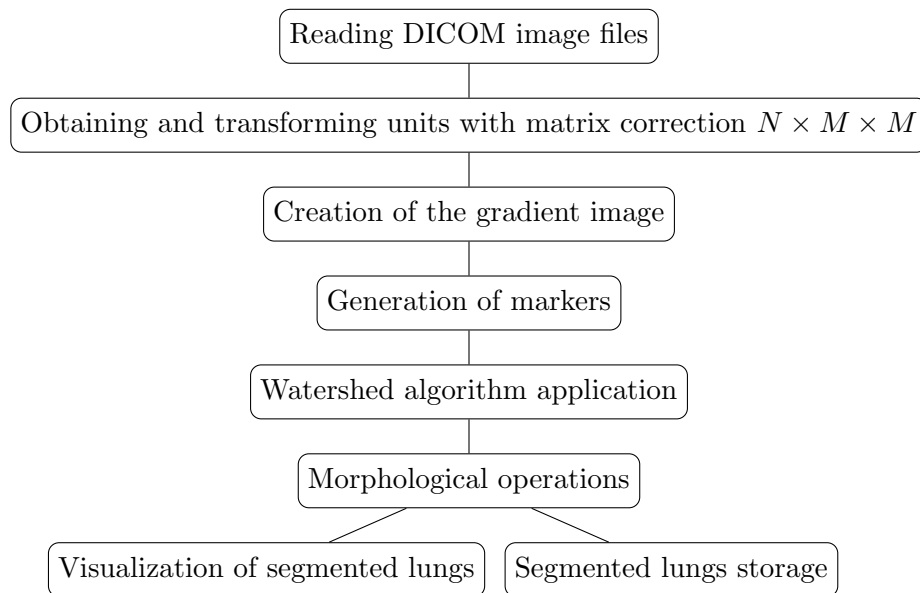 Reading DICOM image files
Obtaining and transforming units with matrix correction N × M × M
Creation of the gradient image
Generation of markers
Watershed algorithm application
Morphological operations
Visualization of segmented lungs
Segmented lungs storage